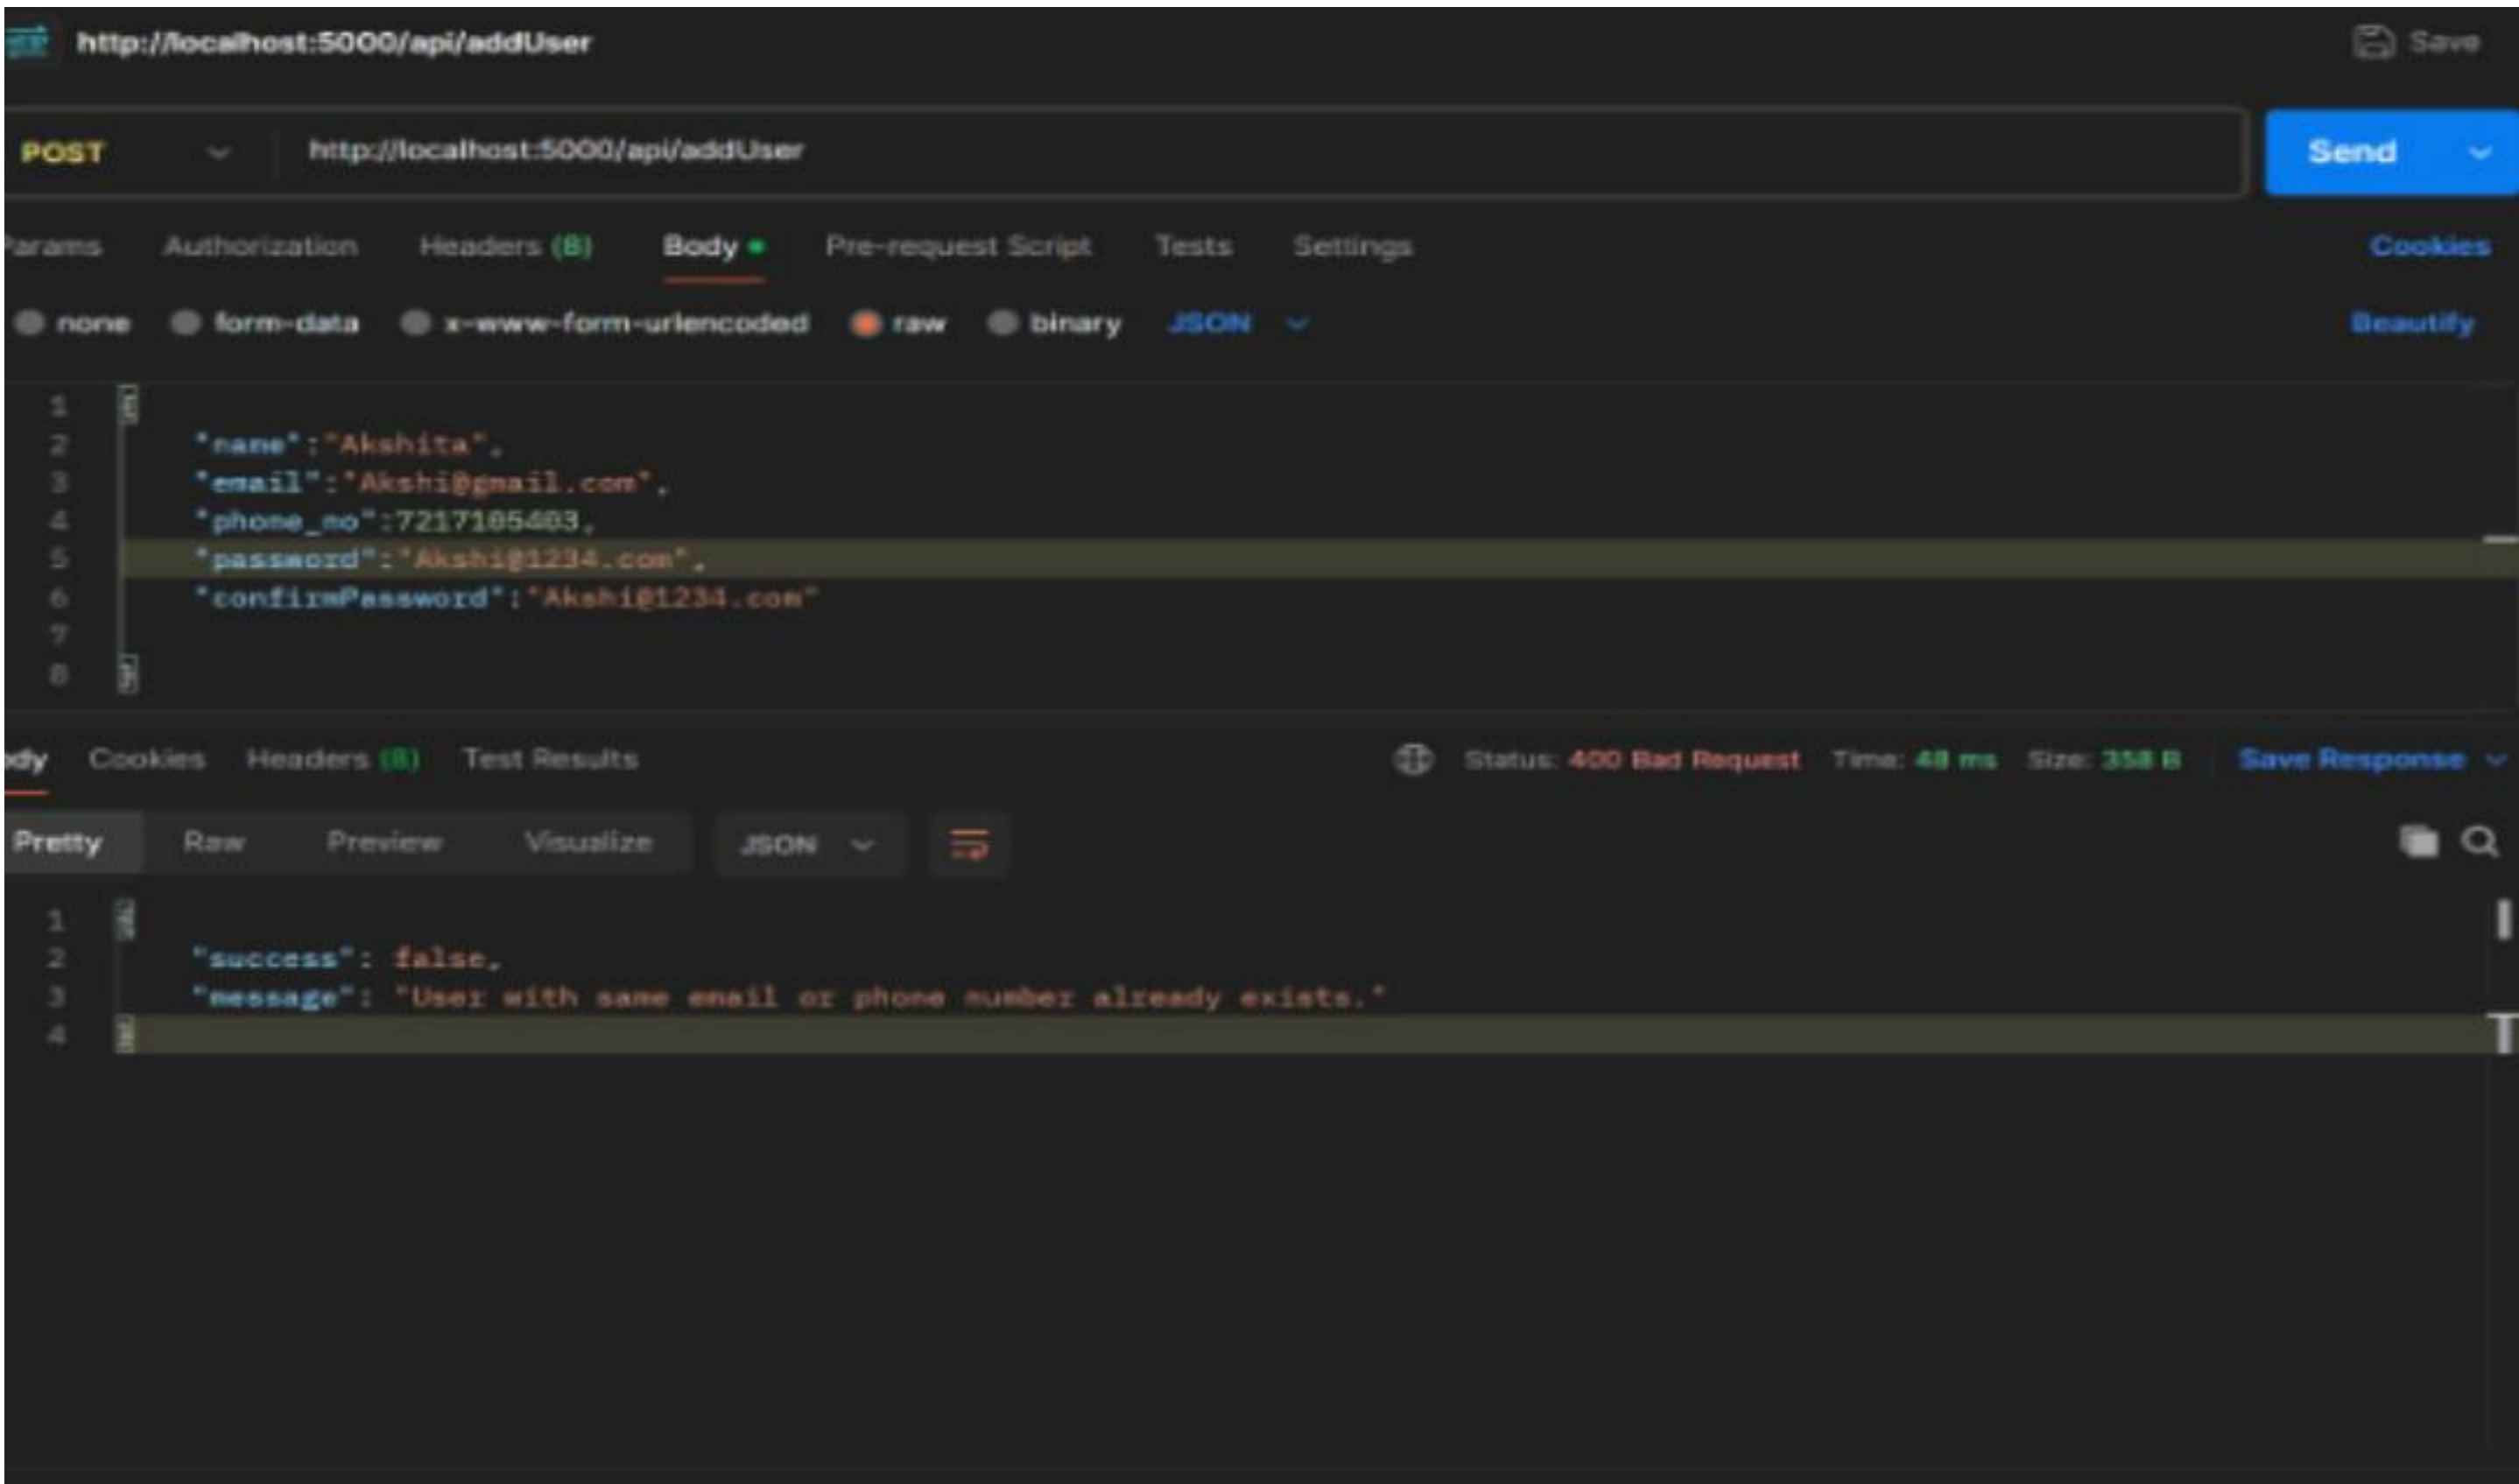 http://localhost:5000/api/addUser Save
POST http://localhost:5000/api/addUser Send
Params Authorization Headers (8) Body Pre-request Script Tests Settings Cookies
none form-data x-www-form-urlencoded raw binary JSON Beautify
1 {
2 "name":"Akshita",
3 "email":"Akshi@gmail.com",
4 "phone_no":7217105403,
5 "password":"Akshi@1234.com",
6 "confirmPassword":"Akshi@1234.com"
7
8 }
ody Cookies Headers (8) Test Results Status: 400 Bad Request Time: 48 ms Size: 358 B Save Response
Pretty Raw Preview Visualize JSON
1 {
2 "success": false,
3 "message": "User with same email or phone number already exists."
4 }